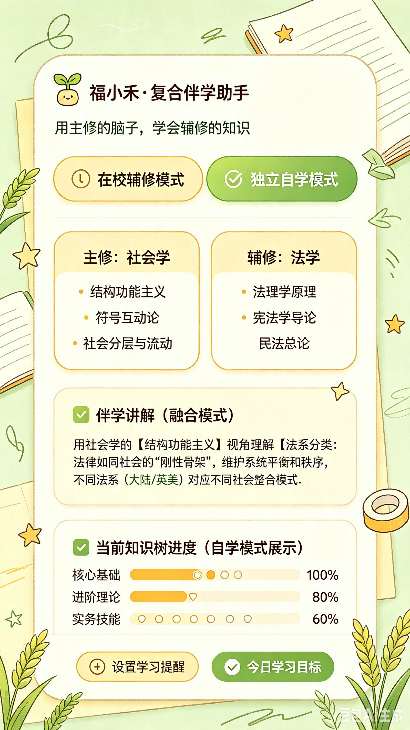 福小禾·复合伴学助手
用主修的脑子，学会辅修的知识
在校辅修模式
独立自学模式
主修：社会学
• 结构功能主义
• 符号互动论
• 社会分层与流动
辅修：法学
• 法理学原理
• 宪法学导论
民法总论
伴学讲解（融合模式）
用社会学的【结构功能主义】视角理解【法系分类：
法律如同社会的“刚性骨架”，维护系统平衡和秩序，
不同法系（大陆/英美）对应不同社会整合模式.
当前知识树进度（自学模式展示）
核心基础 100%
进阶理论 80%
实务技能 60%
设置学习提醒
今日学习目标